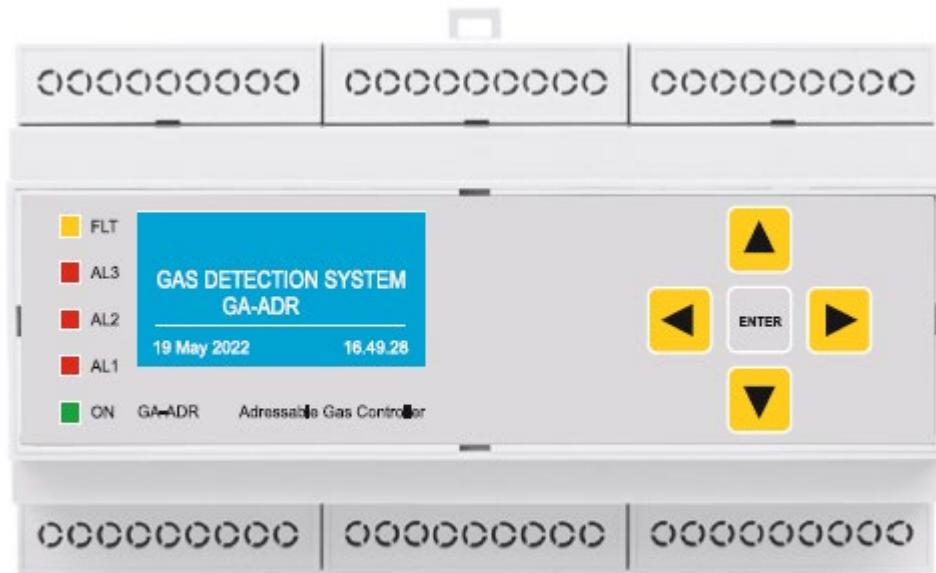 FLT
AL3
AL2
AL1
ON
GAS DETECTION SYSTEM
GA-ADR
19 May 2022 16.49.28
GA-ADR Adressable Gas Controller
ENTER